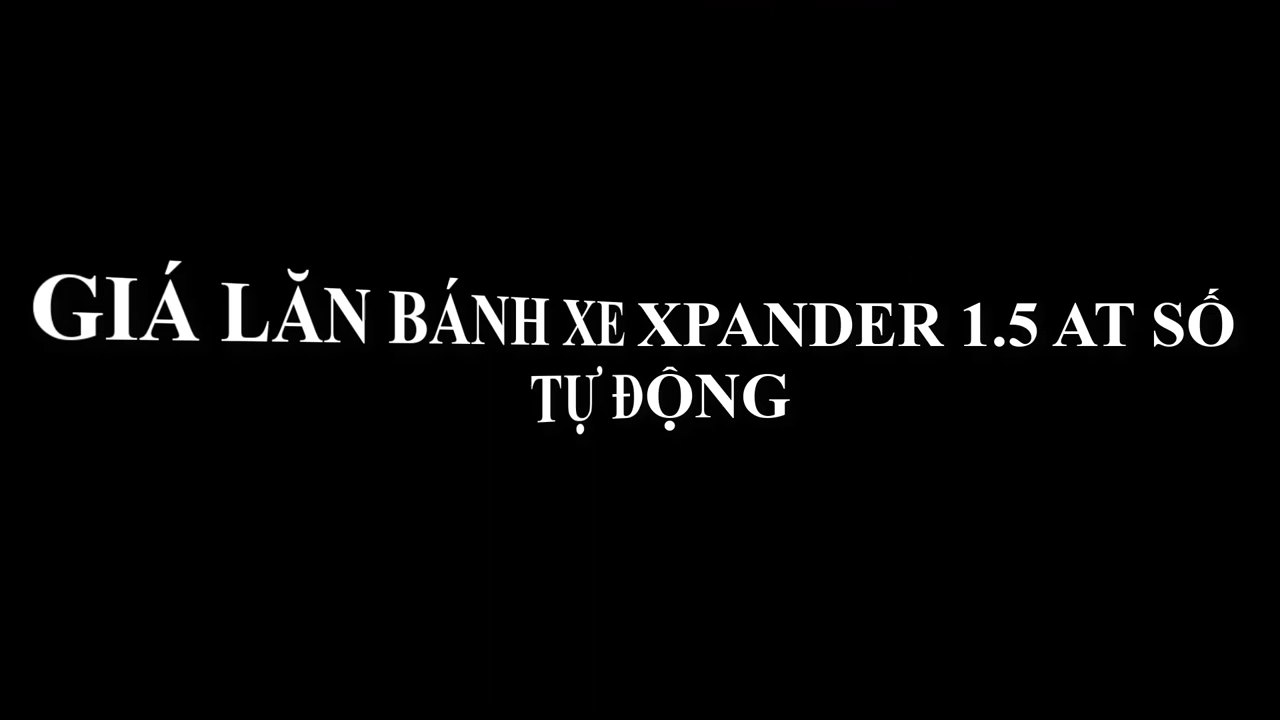 GIÁ LĂN BÁNH XE XPANDER 1.5 AT SỐ
TỰ ĐỘNG